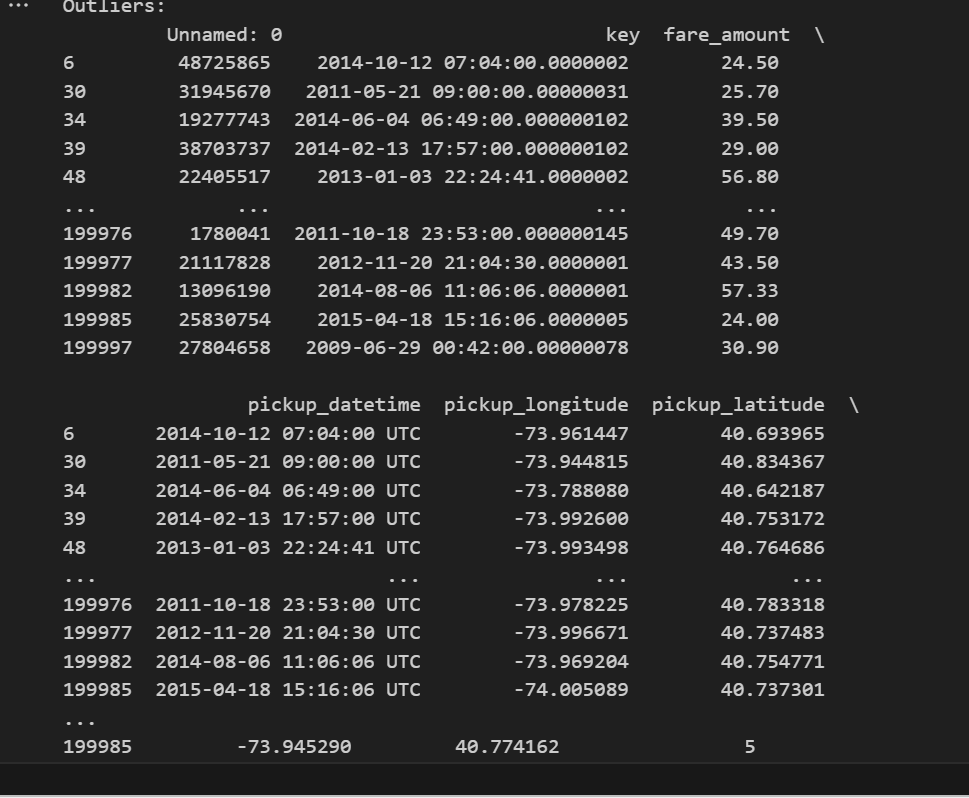 ... Outliers:
Unnamed: 0 key fare_amount \
6 48725865 2014-10-12 07:04:00.0000002 24.50
30 31945670 2011-05-21 09:00:00.00000031 25.70
34 19277743 2014-06-04 06:49:00.000000102 39.50
39 38703737 2014-02-13 17:57:00.000000102 29.00
48 22405517 2013-01-03 22:24:41.0000002 56.80
... ... ... ...
199976 1780041 2011-10-18 23:53:00.000000145 49.70
199977 21117828 2012-11-20 21:04:30.0000001 43.50
199982 13096190 2014-08-06 11:06:06.0000001 57.33
199985 25830754 2015-04-18 15:16:06.0000005 24.00
199997 27804658 2009-06-29 00:42:00.00000078 30.90
pickup_datetime pickup_longitude pickup_latitude \
6 2014-10-12 07:04:00 UTC -73.961447 40.693965
30 2011-05-21 09:00:00 UTC -73.944815 40.834367
34 2014-06-04 06:49:00 UTC -73.788080 40.642187
39 2014-02-13 17:57:00 UTC -73.992600 40.753172
48 2013-01-03 22:24:41 UTC -73.993498 40.764686
... ... ... ...
199976 2011-10-18 23:53:00 UTC -73.978225 40.783318
199977 2012-11-20 21:04:30 UTC -73.996671 40.737483
199982 2014-08-06 11:06:06 UTC -73.969204 40.754771
199985 2015-04-18 15:16:06 UTC -74.005089 40.737301
...
199985 -73.945290 40.774162 5